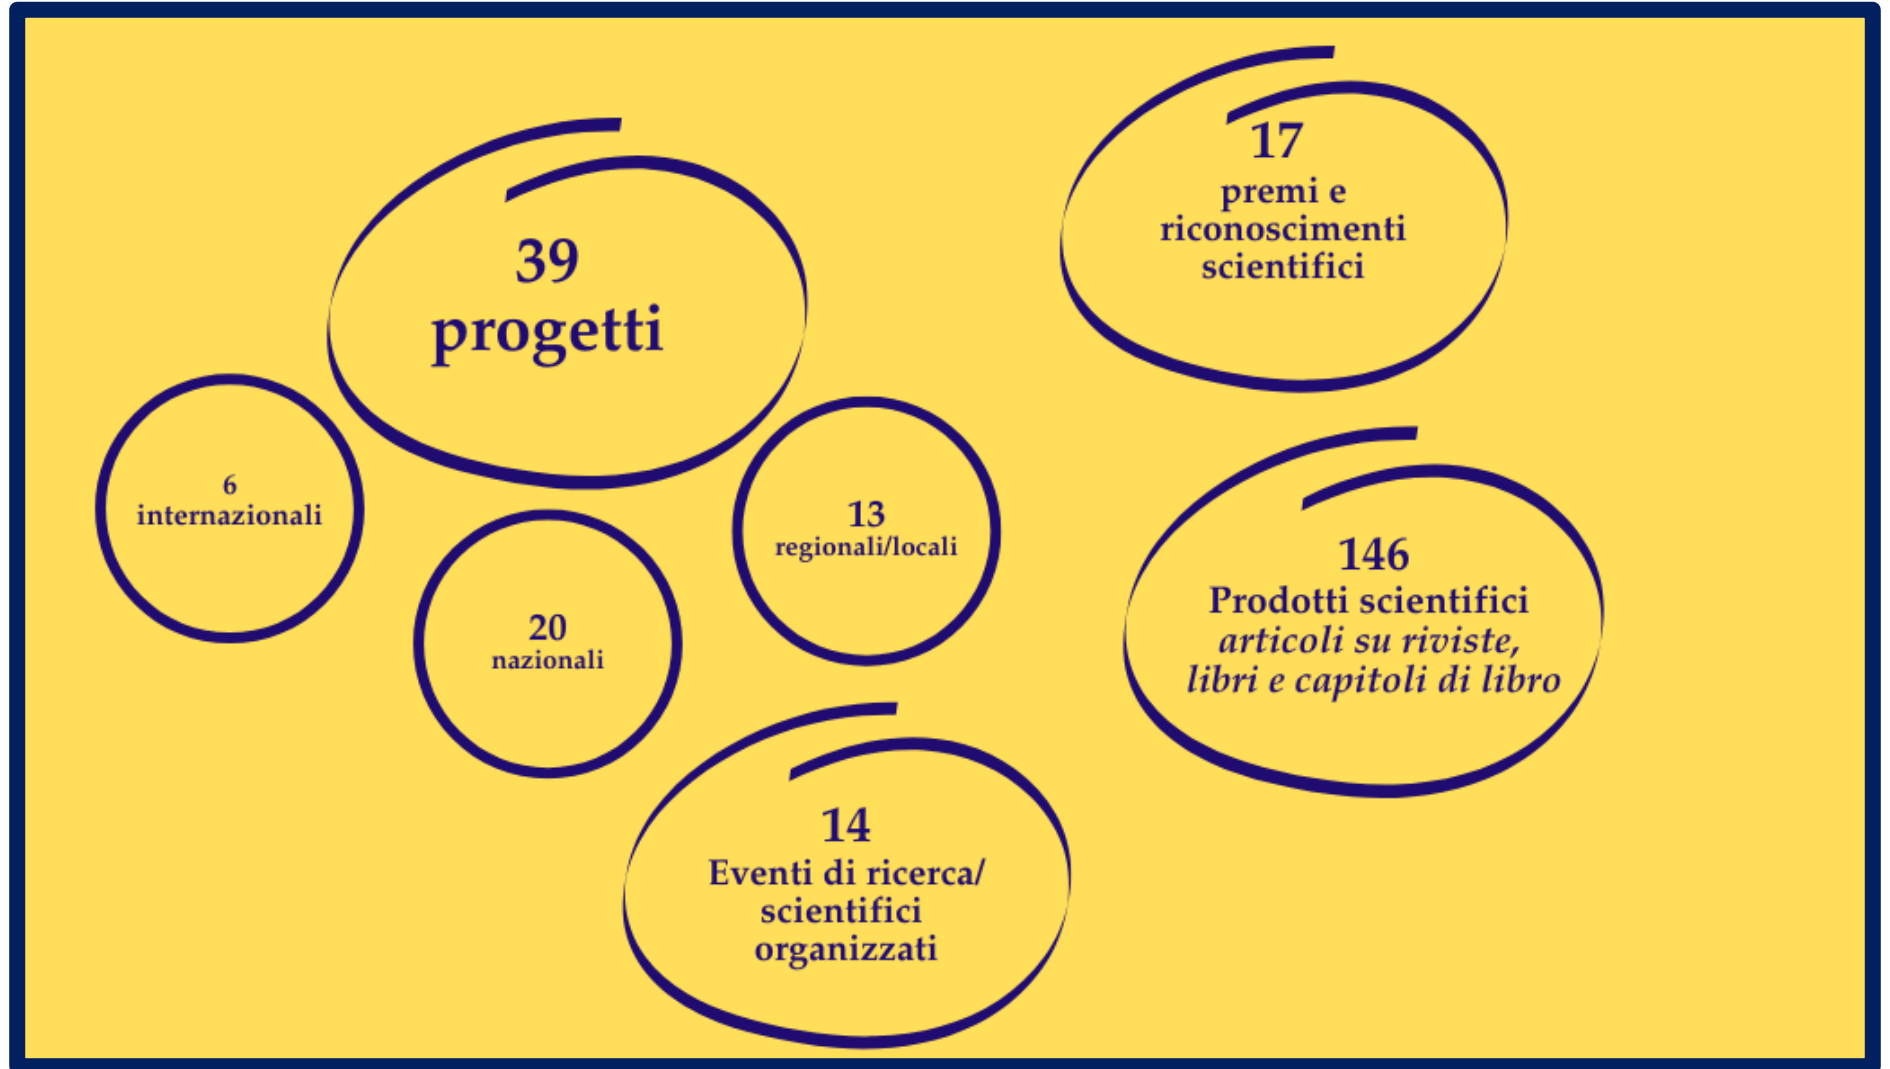 39
progetti
6
internazionali
20
nazionali
13
regionali/locali
17
premi e
riconoscimenti
scientifici
146
Prodotti scientifici
articoli su riviste,
libri e capitoli di libro
14
Eventi di ricerca/
scientifici
organizzati